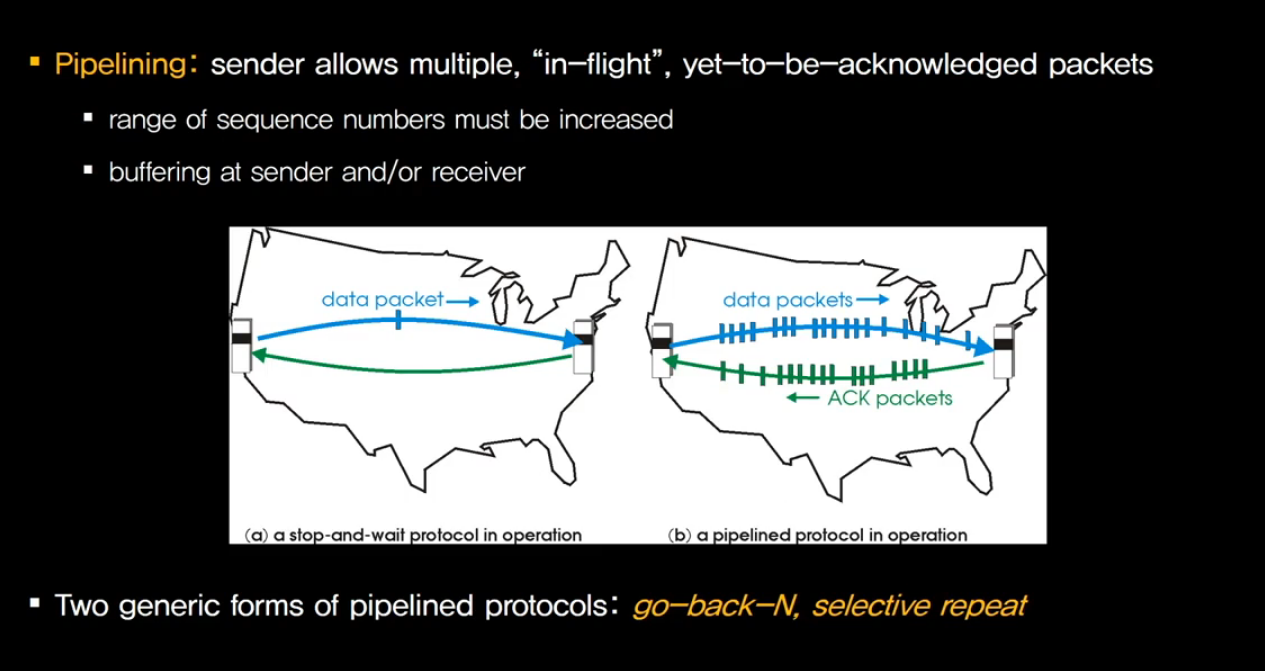 ▪ Pipelining: sender allows multiple, “in-flight”, yet-to-be-acknowledged packets
▪ range of sequence numbers must be increased
▪ buffering at sender and/or receiver
data packet
data packets
ACK packets
(a) a stop-and-wait protocol in operation
(b) a pipelined protocol in operation
▪ Two generic forms of pipelined protocols: go-back-N, selective repeat